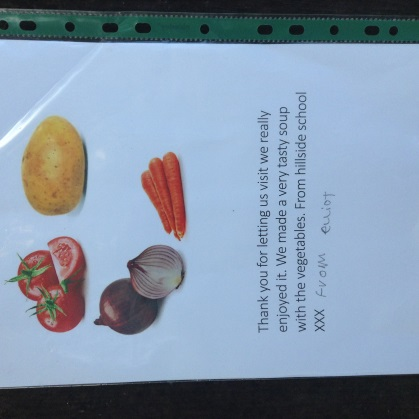 Thank you for letting us visit we really
enjoyed it. We made a very tasty soup
with the vegetables. From hillside school
XXX From eliot